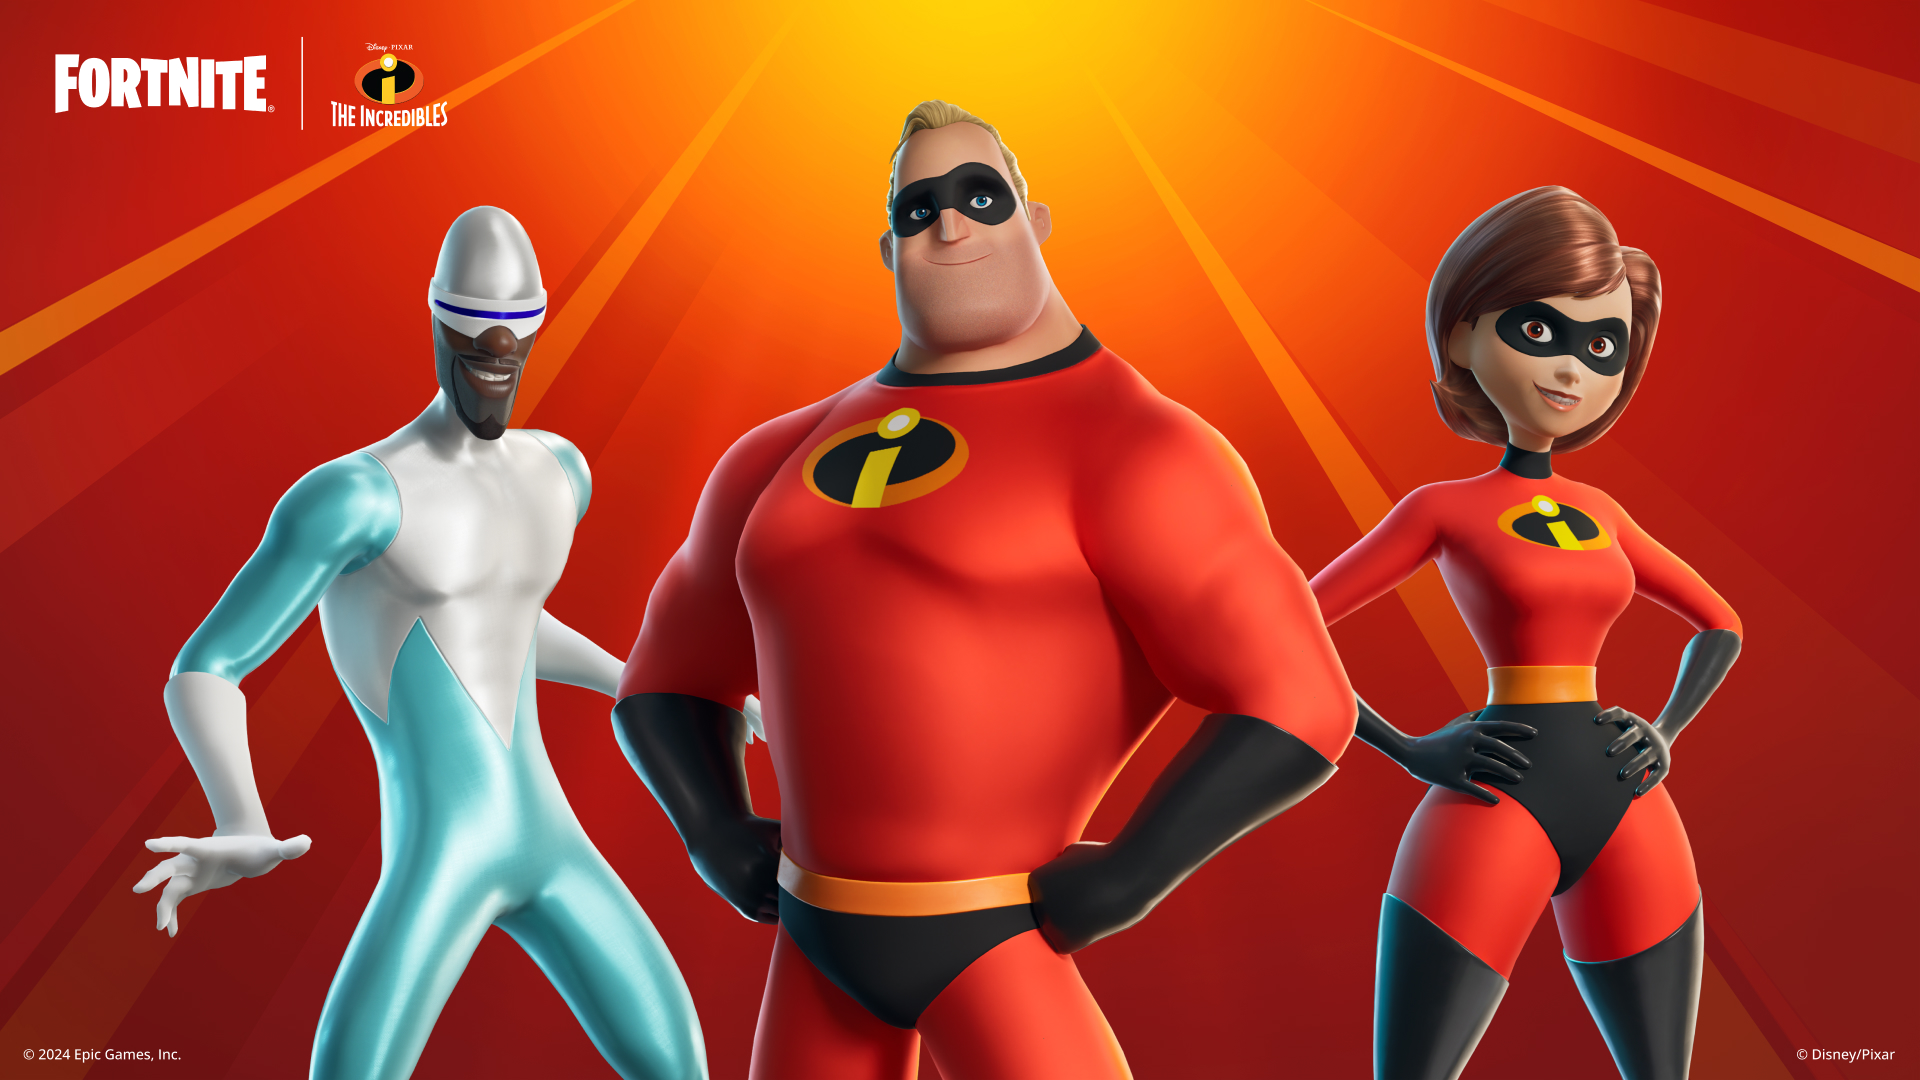 FORTNITE®
Disney·PIXAR
i
THE INCREDIBLES
i
i
© 2024 Epic Games, Inc.
© Disney/Pixar